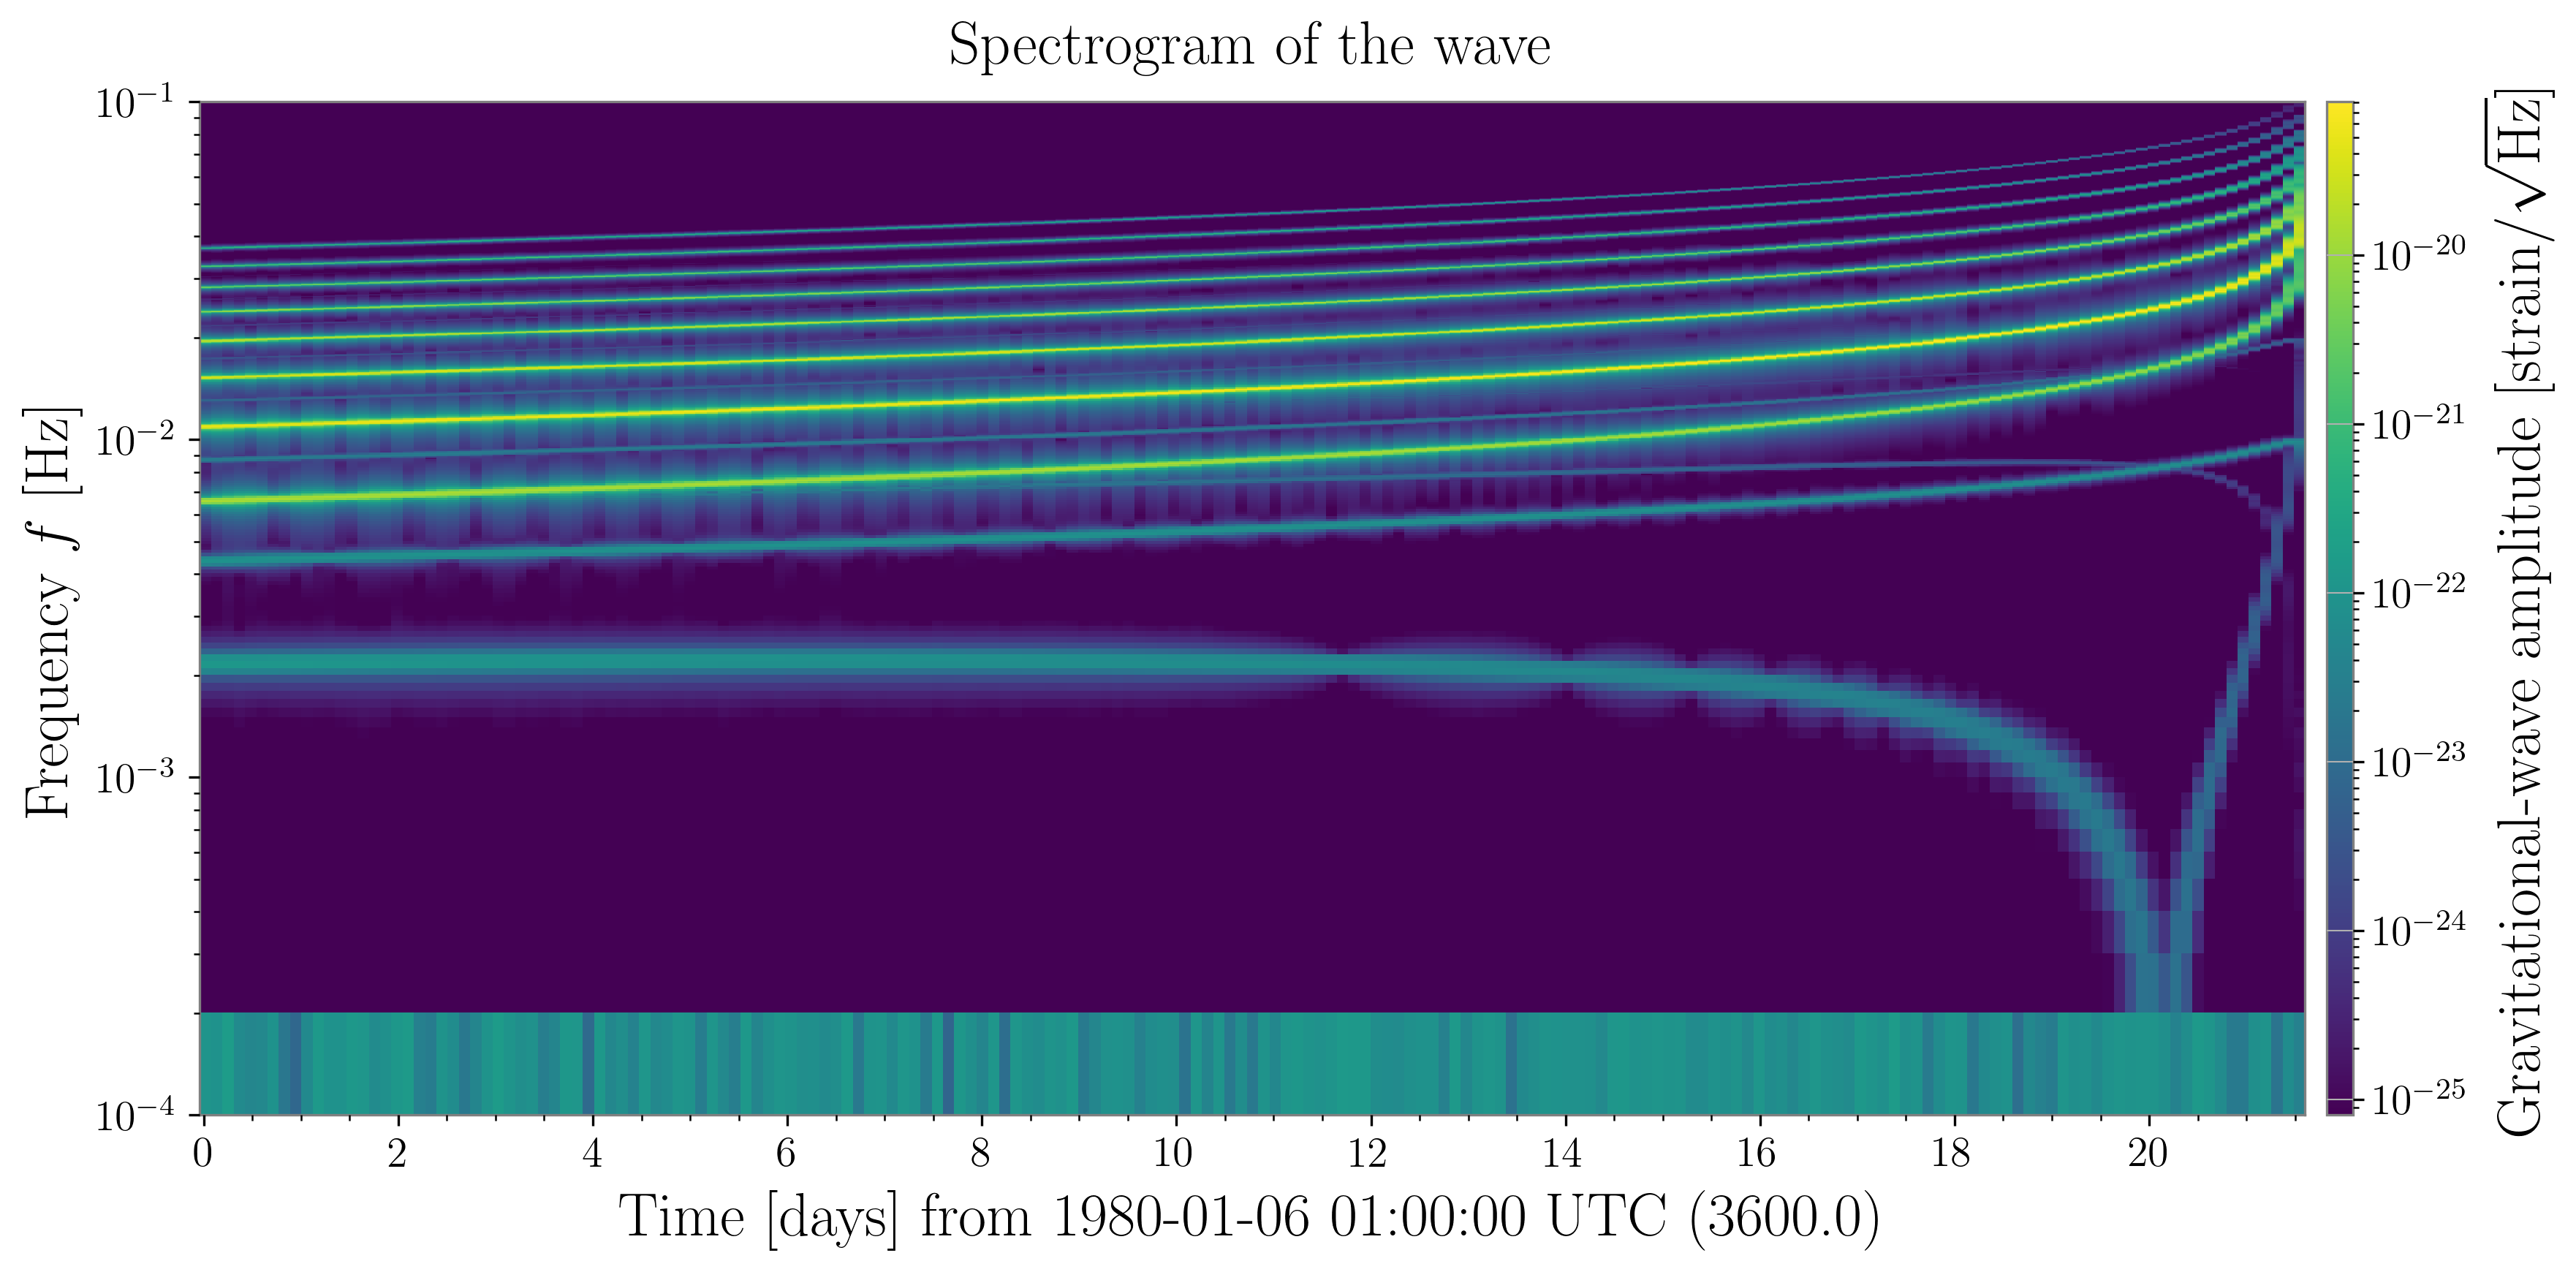 Spectrogram of the wave
Frequency f [Hz]
10⁻¹
10⁻²
10⁻³
10⁻⁴
0 2 4 6 8 10 12 14 16 18 20
Time [days] from 1980-01-06 01:00:00 UTC (3600.0)
10⁻²⁰
10⁻²¹
10⁻²²
10⁻²³
10⁻²⁴
10⁻²⁵
Gravitational-wave amplitude [strain/√Hz]